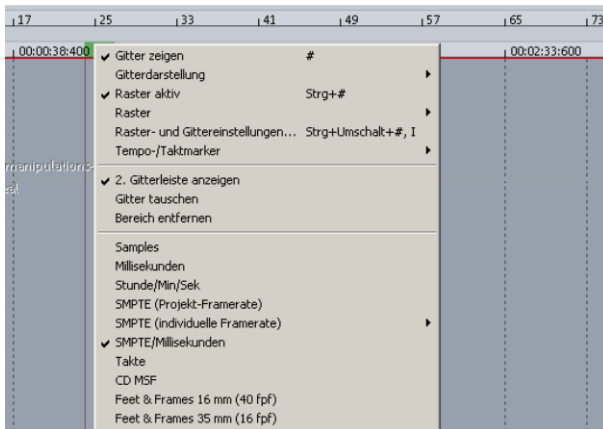 17 25 33 41 49 57 65 73
00:00:38:400 00:02:33:600
Gitter zeigen #
Gitterdarstellung
Raster aktiv Strg+#
Raster
Raster- und Gittereinstellungen... Strg+Umschalt+#, I
Tempo-/Taktmarker
manipulations-
2. Gitterleiste anzeigen
Gitter tauschen
Bereich entfernen
Samples
Millisekunden
Stunde/Min/Sek
SMPTE (Projekt-Framerate)
SMPTE (individuelle Framerate)
SMPTE/Millisekunden
Takte
CD MSF
Feet & Frames 16 mm (40 fpf)
Feet & Frames 35 mm (16 fpf)